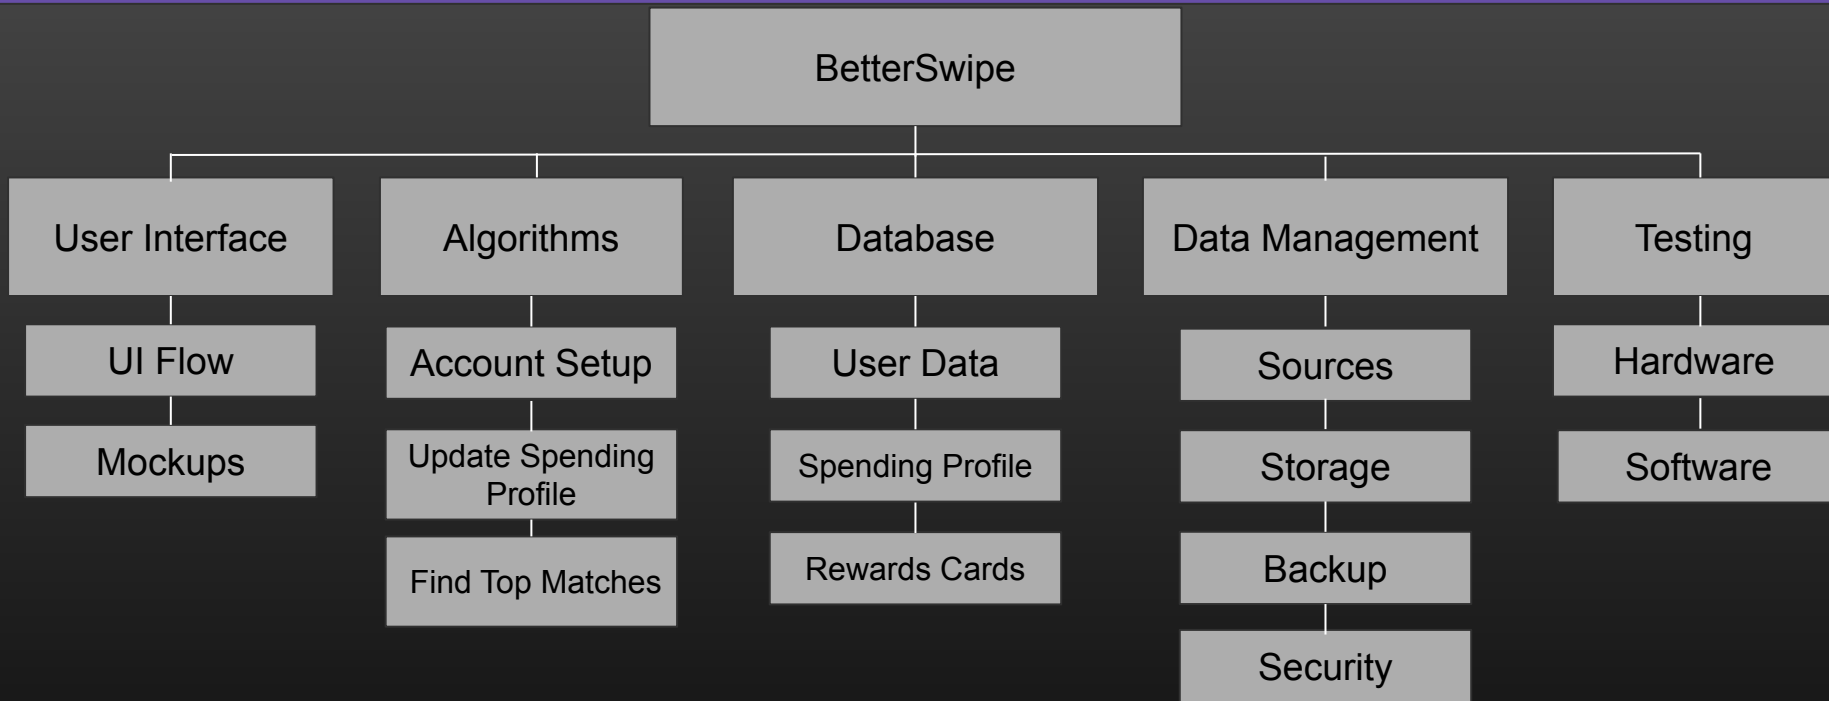 BetterSwipe
User Interface
Algorithms
Database
Data Management
Testing
UI Flow
Mockups
Account Setup
Update Spending
Profile
Find Top Matches
User Data
Spending Profile
Rewards Cards
Sources
Storage
Backup
Security
Hardware
Software